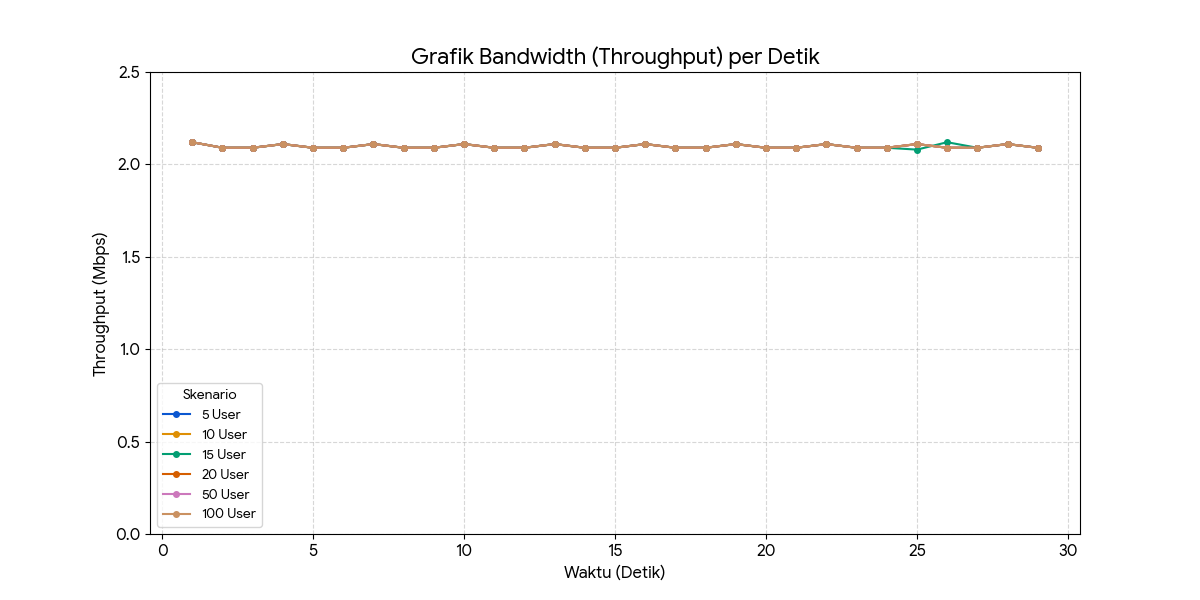 Grafik Bandwidth (Throughput) per Detik
2.5
2.0
1.5
1.0
0.5
0.0
Throughput (Mbps)
Skenario
5 User
10 User
15 User
20 User
50 User
100 User
0 5 10 15 20 25 30
Waktu (Detik)